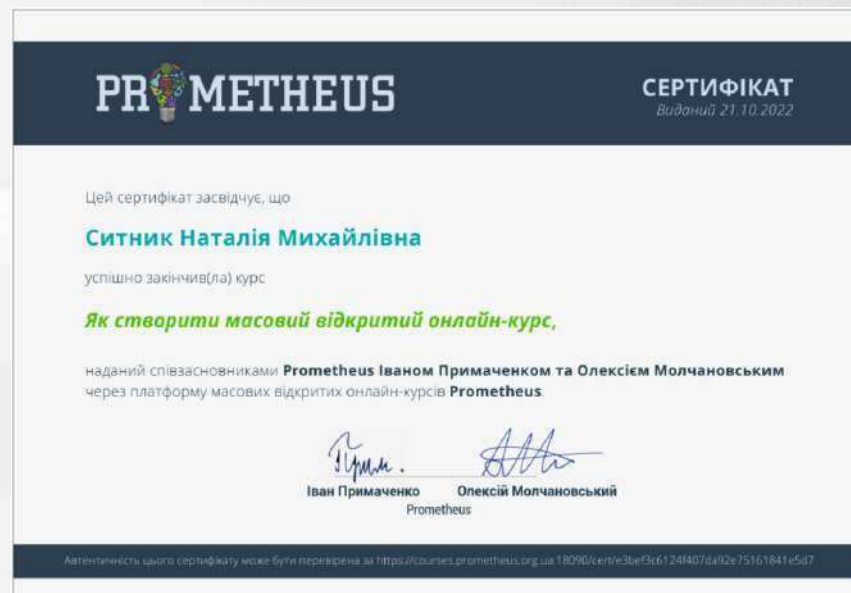 PROMETHEUS
СЕРТИФІКАТ
Виданий 21.10.2022
Цей сертифікат засвідчує, що
Ситник Наталія Михайлівна
успішно закінчив(ла) курс
Як створити масовий відкритий онлайн-курс,
наданий співзасновниками Prometheus Іваном Примаченком та Олексієм Молчановським
через платформу масових відкритих онлайн-курсів Prometheus.
Іван Примаченко Олексій Молчановський
Prometheus
Автентичність цього сертифікату може бути перевірена за https://courses.prometheus.org.ua:18090/cert/e3bef3c6124f407da92e75161841e5d7